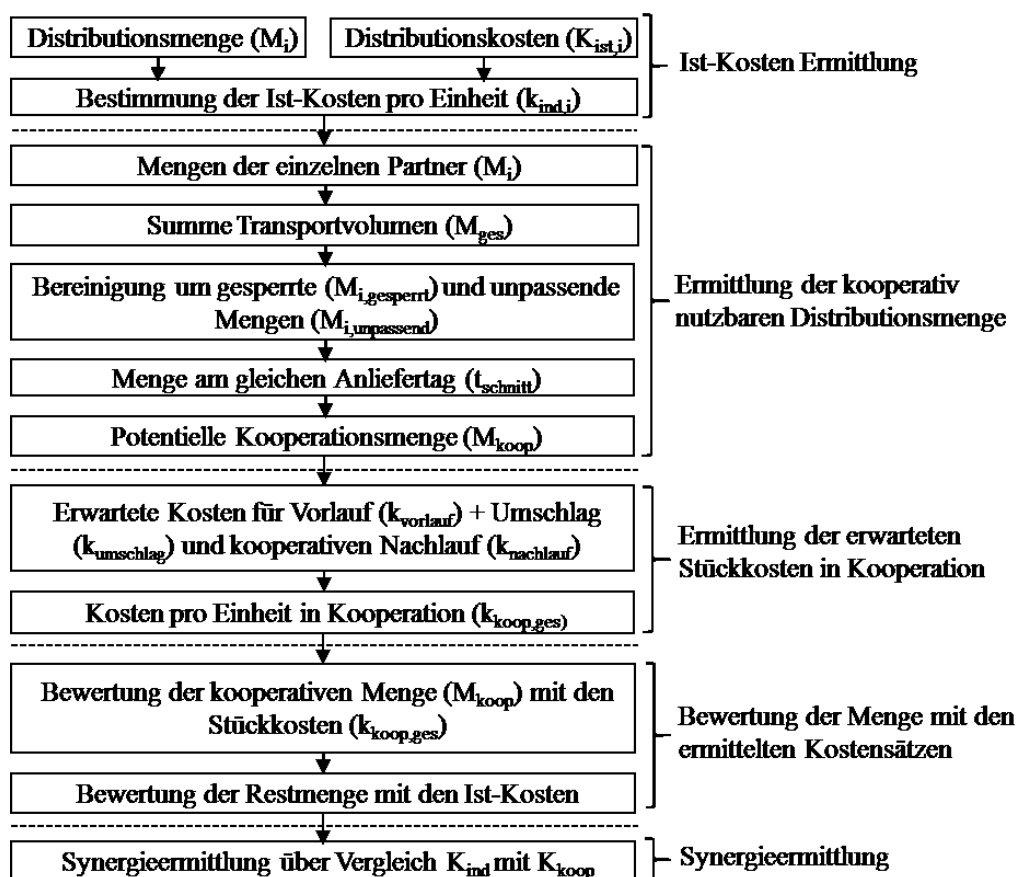 Distributionsmenge (Mi)
Distributionskosten (Kist,i)
Ist-Kosten Ermittlung
Bestimmung der Ist-Kosten pro Einheit (kind,i)
Mengen der einzelnen Partner (Mi)
Summe Transportvolumen (Mges)
Bereinigung um gesperrte (Mi,gesperrt) und unpassende
Mengen (Mi,unpassend)
Ermittlung der kooperativ
nutzbaren Distributionsmenge
Menge am gleichen Anliefertag (tschnitt)
Potentielle Kooperationsmenge (Mkoop)
Erwartete Kosten für Vorlauf (kvorlauf) + Umschlag
(kumschlag) und kooperativen Nachlauf (knachlauf)
Ermittlung der erwarteten
Stückkosten in Kooperation
Kosten pro Einheit in Kooperation (kkoop,ges)
Bewertung der kooperativen Menge (Mkoop) mit den
Stückkosten (kkoop,ges)
Bewertung der Menge mit den
ermittelten Kostensätzen
Bewertung der Restmenge mit den Ist-Kosten
Synergieermittlung über Vergleich Kind mit Kkoop
Synergieermittlung